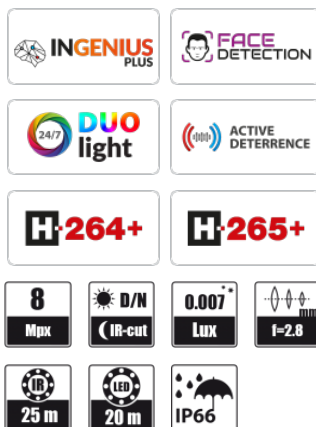 INGENIUS
PLUS
FACE
DETECTION
24/7
DUO
light
ACTIVE
DETERRENCE
H·264+
H·265+
8
Mpx
D/N
IR-cut
0.007**
Lux
f=2.8
IR
25 m
LED
20 m
IP66